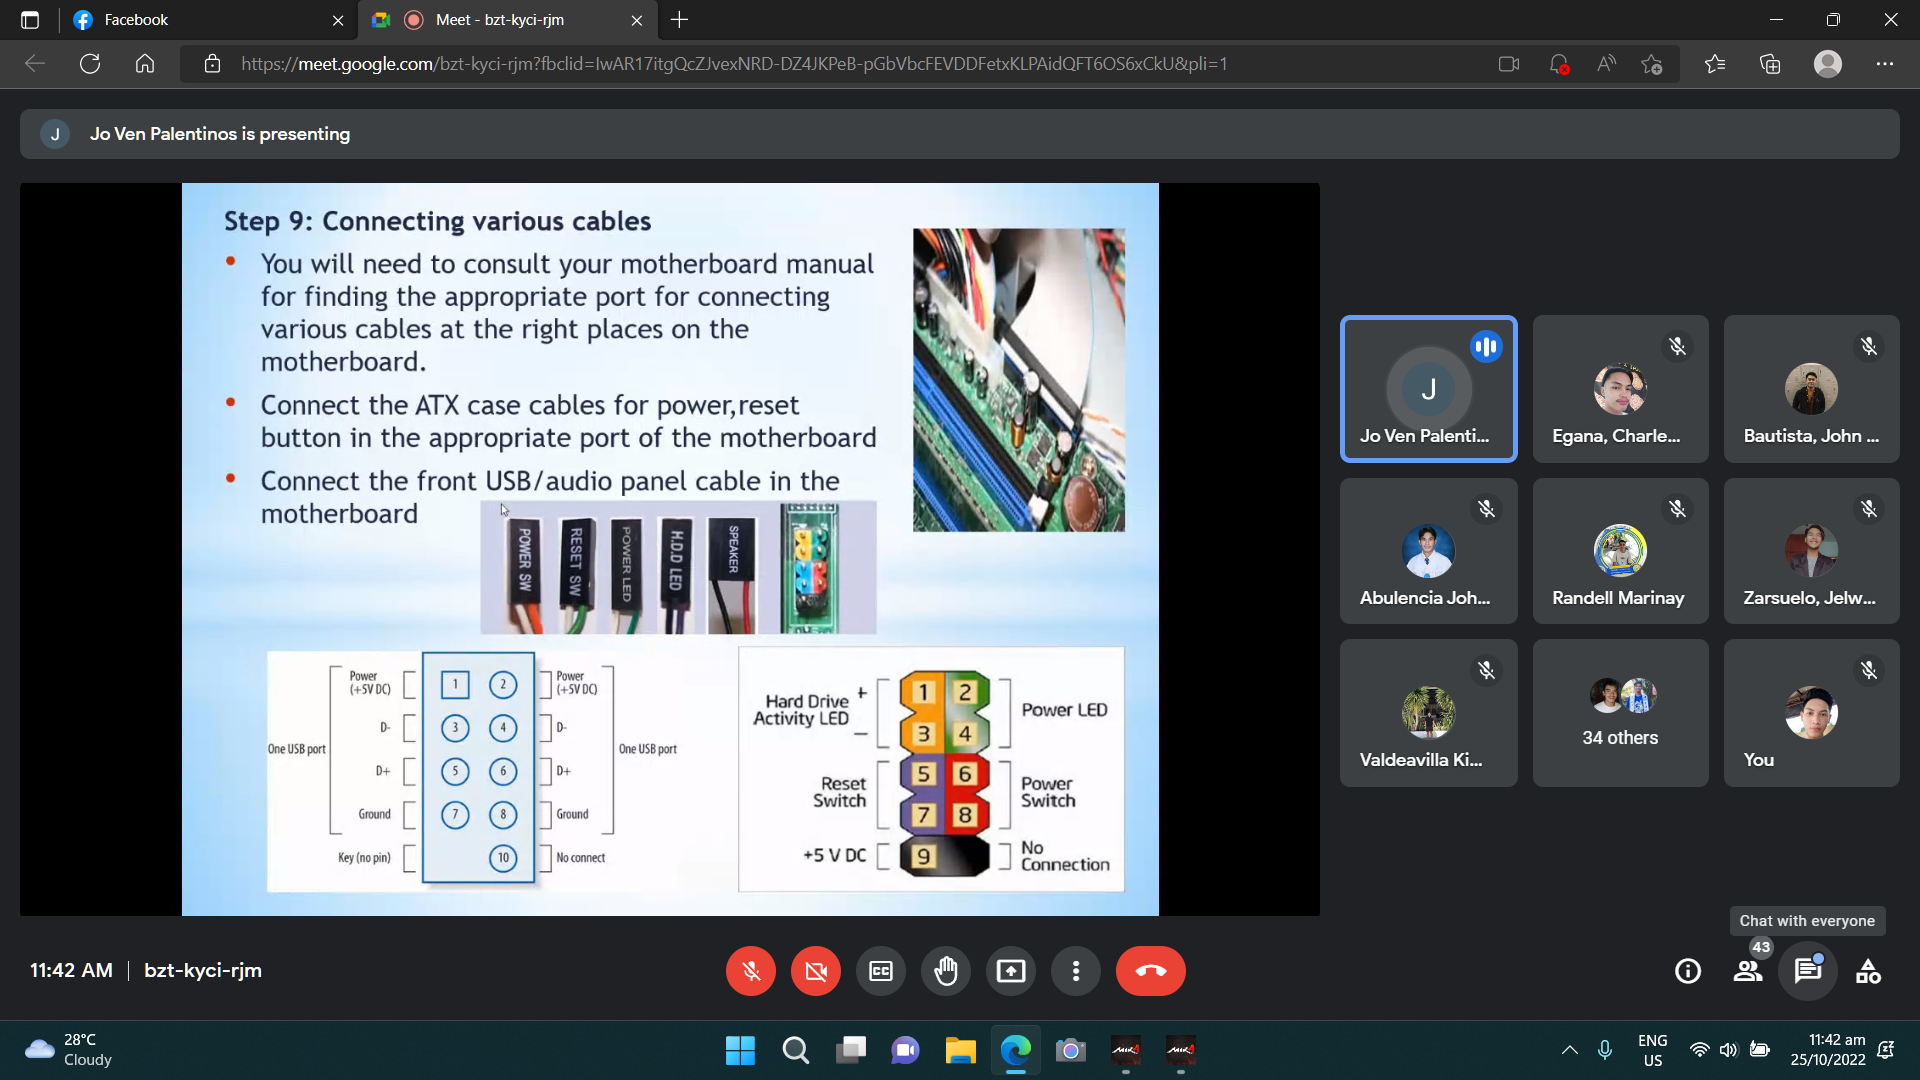 Facebook
Meet - bzt-kyci-rjm
https://meet.google.com/bzt-kyci-rjm?fbclid=IwAR17itgQcZJvexNRD-DZ4JKPeB-pGbVbcFEVDDFetxKLPAidQFT6OS6xCkU&pli=1
J
Jo Ven Palentinos is presenting
Step 9: Connecting various cables
• You will need to consult your motherboard manual
for finding the appropriate port for connecting
various cables at the right places on the
motherboard.
• Connect the ATX case cables for power,reset
button in the appropriate port of the motherboard
• Connect the front USB/audio panel cable in the
motherboard
POWER SW
RESET SW
POWER LED
H.D.D LED
SPEAKER
Power
(+5V DC)
1
2
Power
(+5V DC)
D-
3
4
D-
One USB port
One USB port
D+
5
6
D+
Ground
7
8
Ground
Key (no pin)
10
No connect
Hard Drive +
Activity LED −
1
2
3
4
Power LED
Reset
Switch
5
6
7
8
Power
Switch
+5 V DC
9
No
Connection
J
Jo Ven Palenti...
Egana, Charle...
Bautista, John ...
Abulencia Joh...
Randell Marinay
Zarsuelo, Jelw...
Valdeavilla Ki...
34 others
You
Chat with everyone
11:42 AM | bzt-kyci-rjm
CC
43
28°C
Cloudy
MIR4
MIR4
ENG
US
11:42 am
25/10/2022